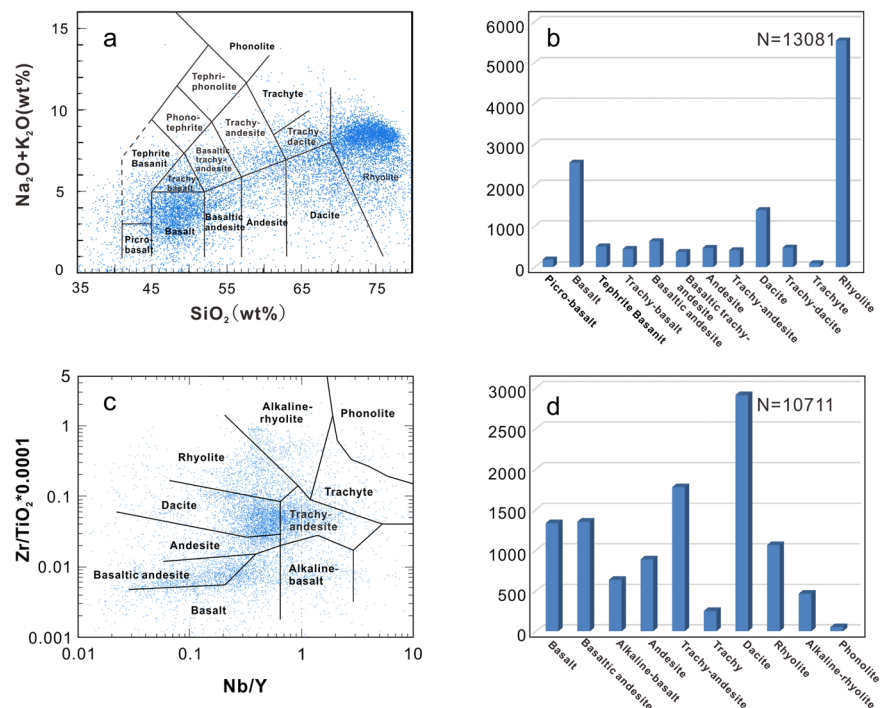 a
Na2O+K2O(wt%)
15
10
5
0
35
45
55
65
75
SiO2(wt%)
Phonolite
Tephri-
phonolite
Trachyte
Phono-
tephrite
Trachy-
andesite
Trachy-
dacite
Tephrite
Basanit
Basaltic
trachy-
andesite
Trachy-
basalt
Rhyolite
Basaltic
andesite
Andesite
Dacite
Basalt
Picro-
basalt
b
N=13081
6000
5000
4000
3000
2000
1000
0
Picro-basalt
Basalt
Tephrite Basanit
Trachy-basalt
Basaltic andesite
Basaltic trachy-
andesite
Andesite
Trachy-andesite
Dacite
Trachy-dacite
Trachyte
Rhyolite
c
Zr/TiO2*0.0001
5
1
0.1
0.01
0.001
0.01
0.1
1
10
Nb/Y
Alkaline-
rhyolite
Phonolite
Rhyolite
Trachyte
Dacite
Trachy-
andesite
Andesite
Basaltic andesite
Alkaline-
basalt
Basalt
d
N=10711
3000
2500
2000
1500
1000
500
0
Basalt
Basaltic andesite
Alkaline-basalt
Andesite
Trachy-andesite
Trachy
Dacite
Rhyolite
Alkaline-rhyolite
Phonolite